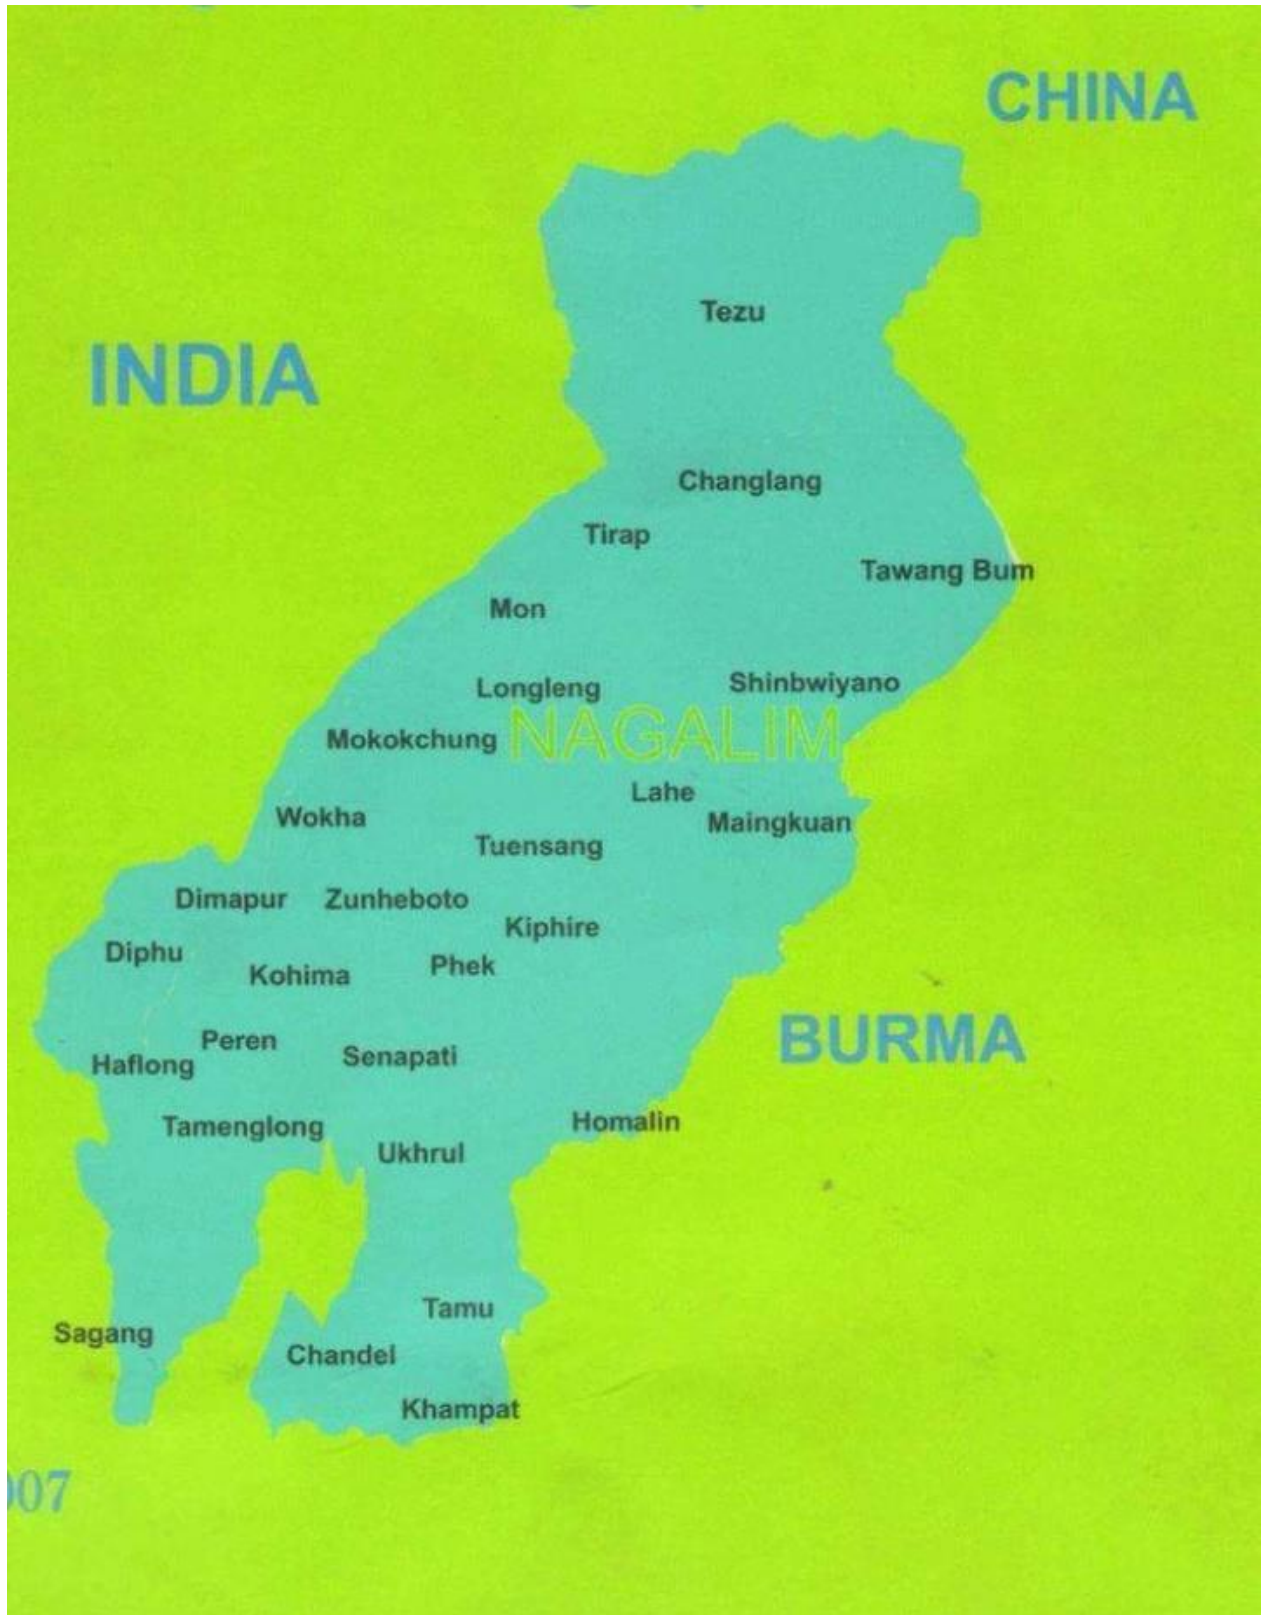 CHINA
Tezu
INDIA
Changlang
Tirap
Tawang Bum
Mon
Longleng
Shinbwiyano
NAGALIM
Mokokchung
Lahe
Wokha
Maingkuan
Tuensang
Dimapur
Zunheboto
Kiphire
Diphu
Kohima
Phek
BURMA
Peren
Haflong
Senapati
Tamenglong
Homalin
Ukhrul
Tamu
Sagang
Chandel
Khampat
07